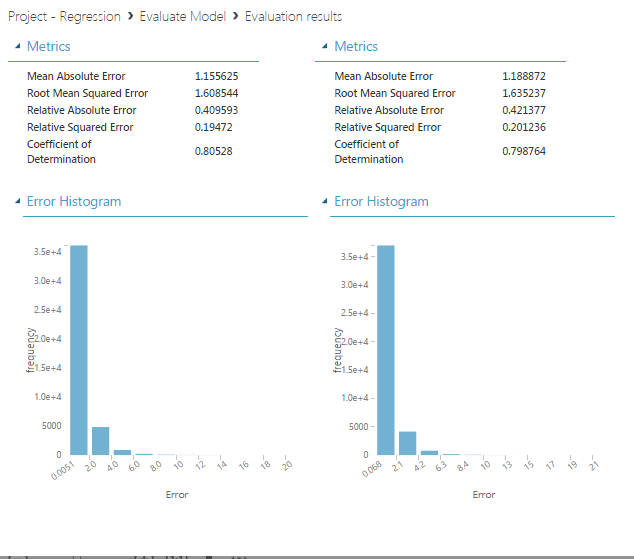 Project - Regression › Evaluate Model › Evaluation results
Metrics
Mean Absolute Error 1.155625
Root Mean Squared Error 1.608544
Relative Absolute Error 0.409593
Relative Squared Error 0.19472
Coefficient of
Determination 0.80528
Error Histogram
frequency
3.5e+4
3.0e+4
2.5e+4
2.0e+4
1.5e+4
1.0e+4
5000
0
0.0051 2.0 4.0 6.0 8.0 10 12 14 16 18 20
Error
Metrics
Mean Absolute Error 1.188872
Root Mean Squared Error 1.635237
Relative Absolute Error 0.421377
Relative Squared Error 0.201236
Coefficient of
Determination 0.798764
Error Histogram
frequency
3.5e+4
3.0e+4
2.5e+4
2.0e+4
1.5e+4
1.0e+4
5000
0
0.068 2.1 4.2 6.3 8.4 10 13 15 17 19 21
Error